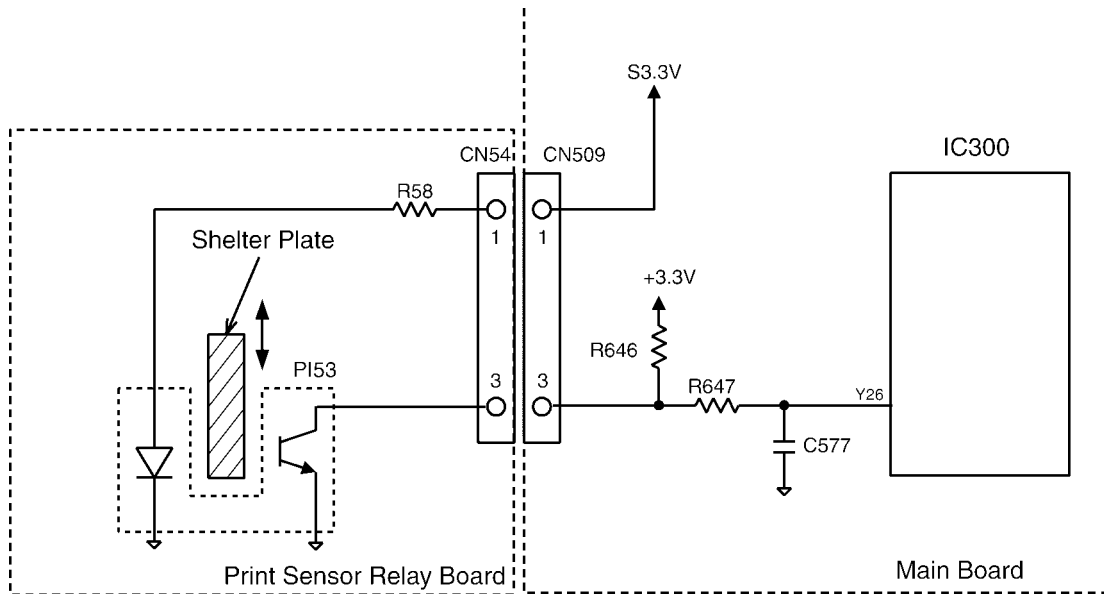 S3.3V
CN54
CN509
IC300
R58
1
1
Shelter Plate
+3.3V
R646
PI53
3
3
R647
Y26
C577
Print Sensor Relay Board
Main Board